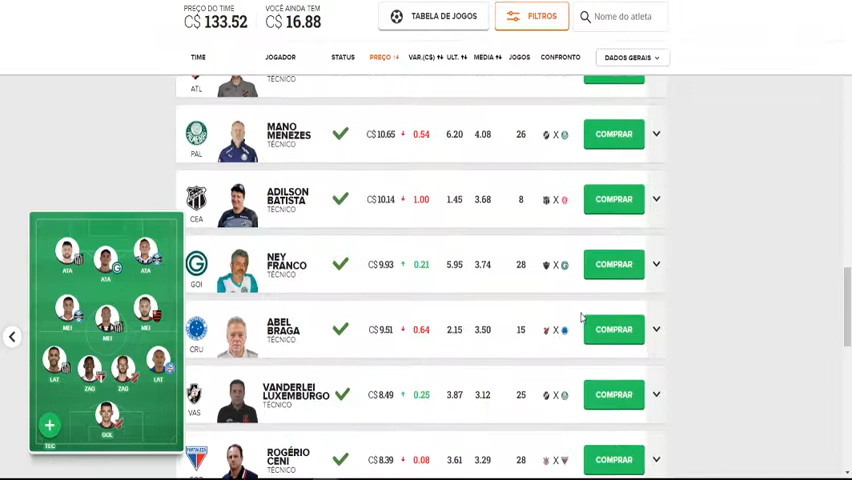 PREÇO DO TIME
C$ 133.52
VOCÊ AINDA TEM
C$ 16.88
TABELA DE JOGOS
FILTROS
Nome do atleta
TIME JOGADOR STATUS PREÇO VAR.(C$) ULT. MEDIA JOGOS CONFRONTO DADOS GERAIS
ATL
TÉCNICO
PAL
MANO
MENEZES
TÉCNICO
C$ 10.65 0.54 6.20 4.08 26 X COMPRAR
CEA
ADILSON
BATISTA
TÉCNICO
C$ 10.14 1.00 1.45 3.68 8 X COMPRAR
GOI
NEY
FRANCO
TÉCNICO
C$ 9.93 0.21 5.95 3.74 28 X COMPRAR
CRU
ABEL
BRAGA
TÉCNICO
C$ 9.51 0.64 2.15 3.50 15 X COMPRAR
VAS
VANDERLEI
LUXEMBURGO
TÉCNICO
C$ 8.49 0.25 3.87 3.12 25 X COMPRAR
ROGÉRIO
CENI
TÉCNICO
C$ 8.39 0.08 3.61 3.29 28 X COMPRAR
ATA ATA ATA
MEI MEI MEI
LAT ZAG ZAG LAT
GOL
TEC